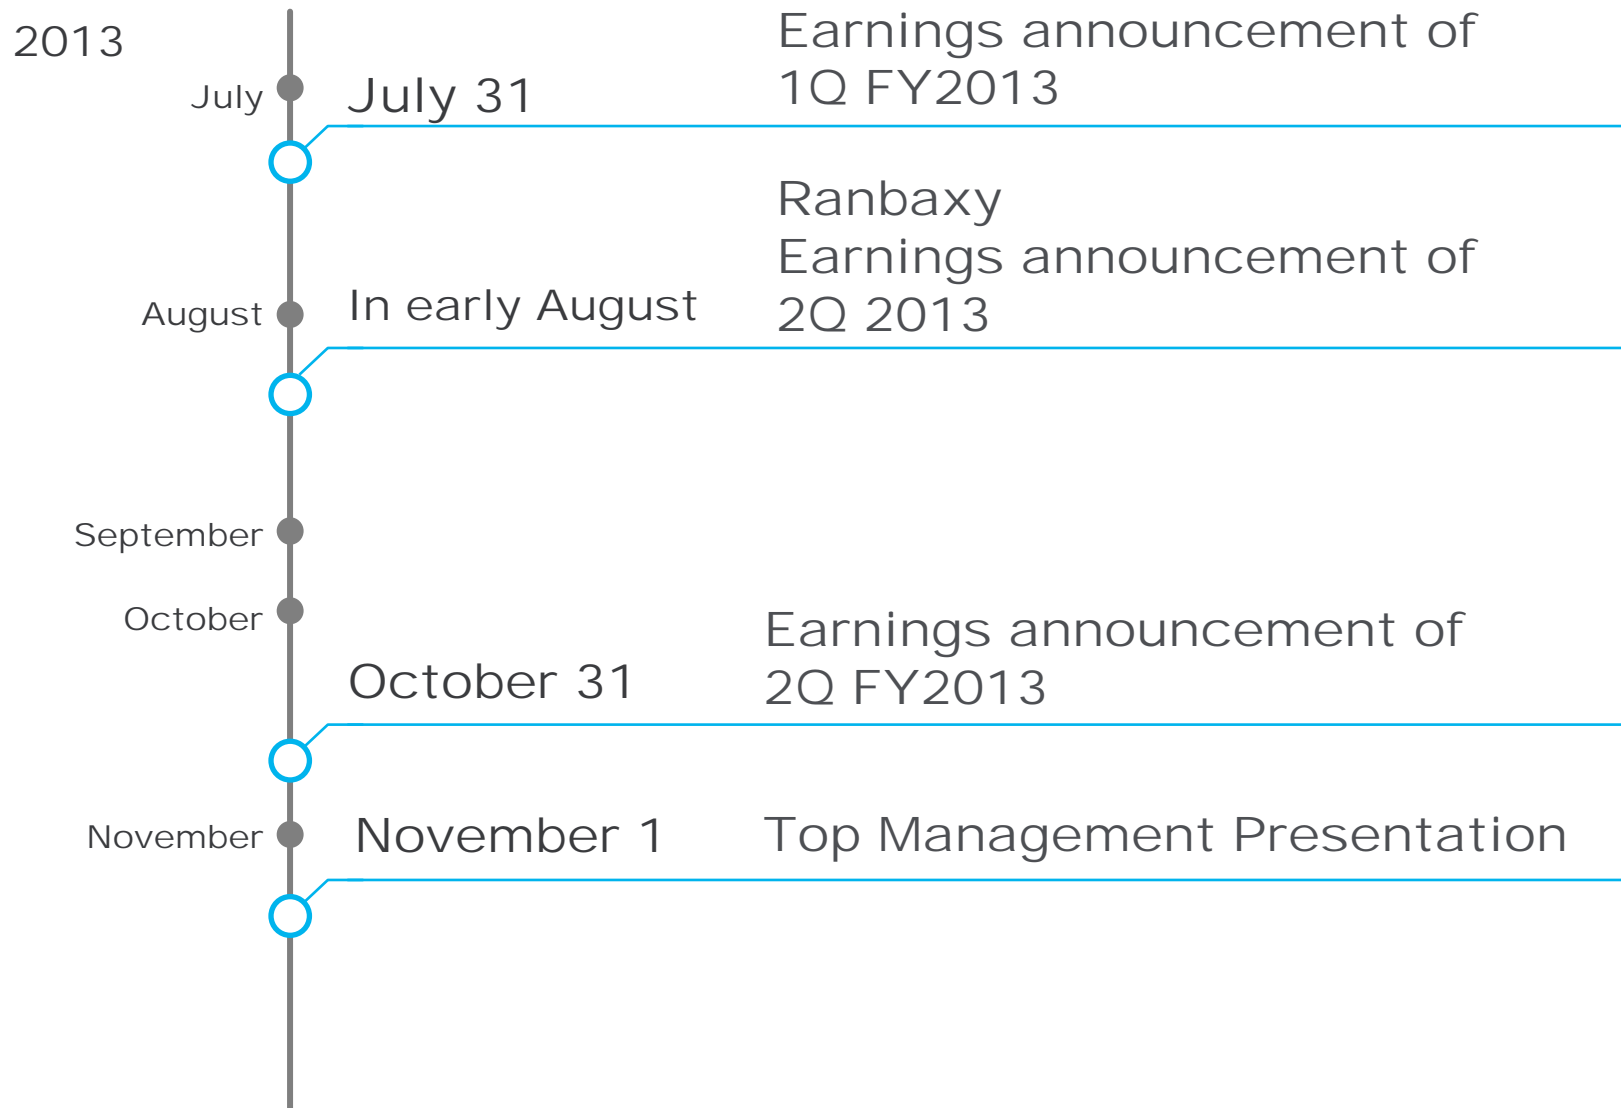 2013
July
July 31
Earnings announcement of
1Q FY2013
August
In early August
Ranbaxy
Earnings announcement of
2Q 2013
September
October
October 31
Earnings announcement of
2Q FY2013
November
November 1
Top Management Presentation